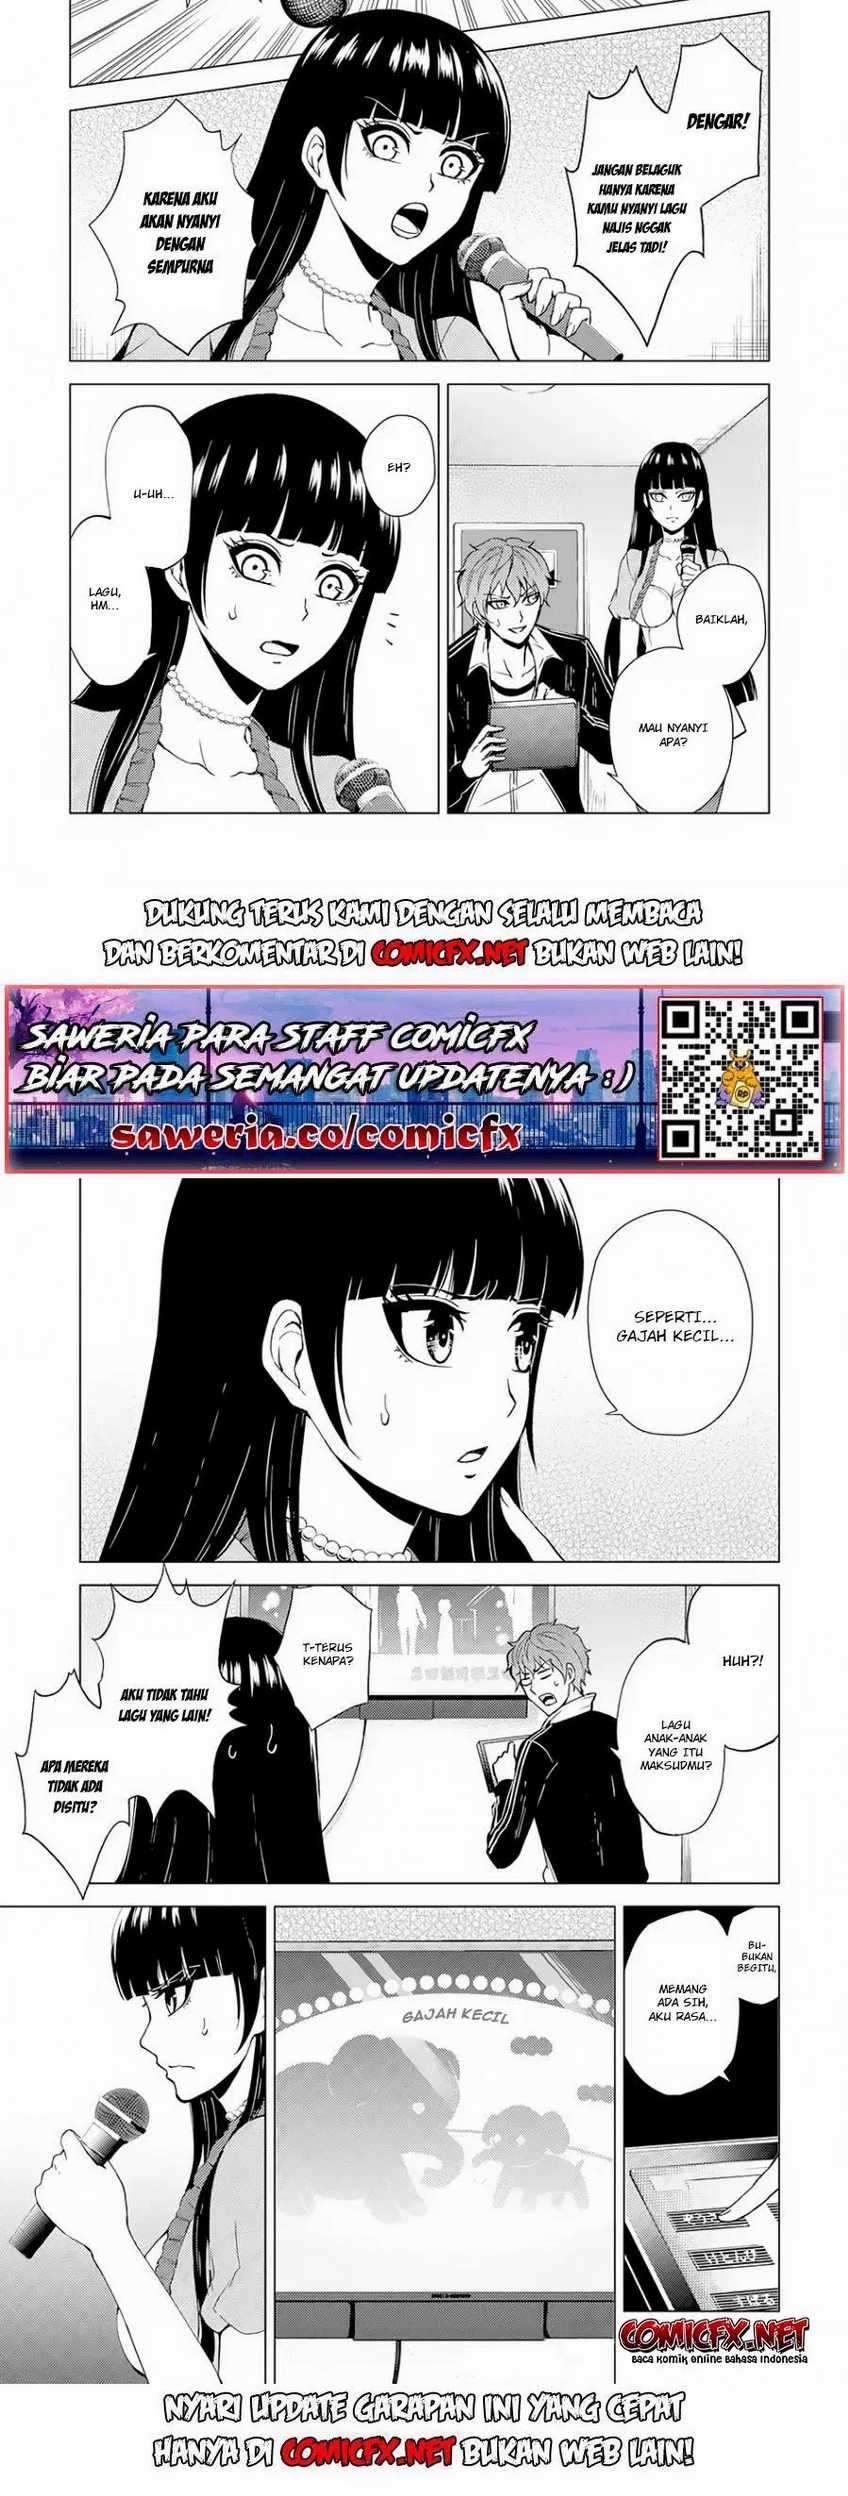 DENGAR!
JANGAN BELAGUK
HANYA KARENA
KAMU NYANYI LAGU
NAJIS NGGAK
JELAS TADI!
KARENA AKU
AKAN NYANYI
DENGAN
SEMPURNA
BAIKLAH,
MAU NYANYI
APA?
EH?
U-UH...
LAGU,
HM...
DUKUNG TERUS KAMI DENGAN SELALU MEMBACA
DAN BERKOMENTAR DI COMICFX.NET BUKAN WEB LAIN!
SAWERIA PARA STAFF COMICFX
BIAR PADA SEMANGAT UPDATENYA :)
saweria.co/comicfx
SEPERTI...
GAJAH KECIL...
HUH?!
LAGU
ANAK-ANAK
YANG ITU
MAKSUDMU?
T-TERUS
KENAPA?
AKU TIDAK TAHU
LAGU YANG LAIN!
APA MEREKA
TIDAK ADA
DISITU?
BU-
BUKAN
BEGITU,
MEMANG
ADA SIH,
AKU RASA...
GAJAH KECIL
COMICFX.NET
BACA KOMIK ONLINE BAHASA INDONESIA
NYARI UPDATE GARAPAN INI YANG CEPAT
HANYA DI COMICFX.NET BUKAN WEB LAIN!